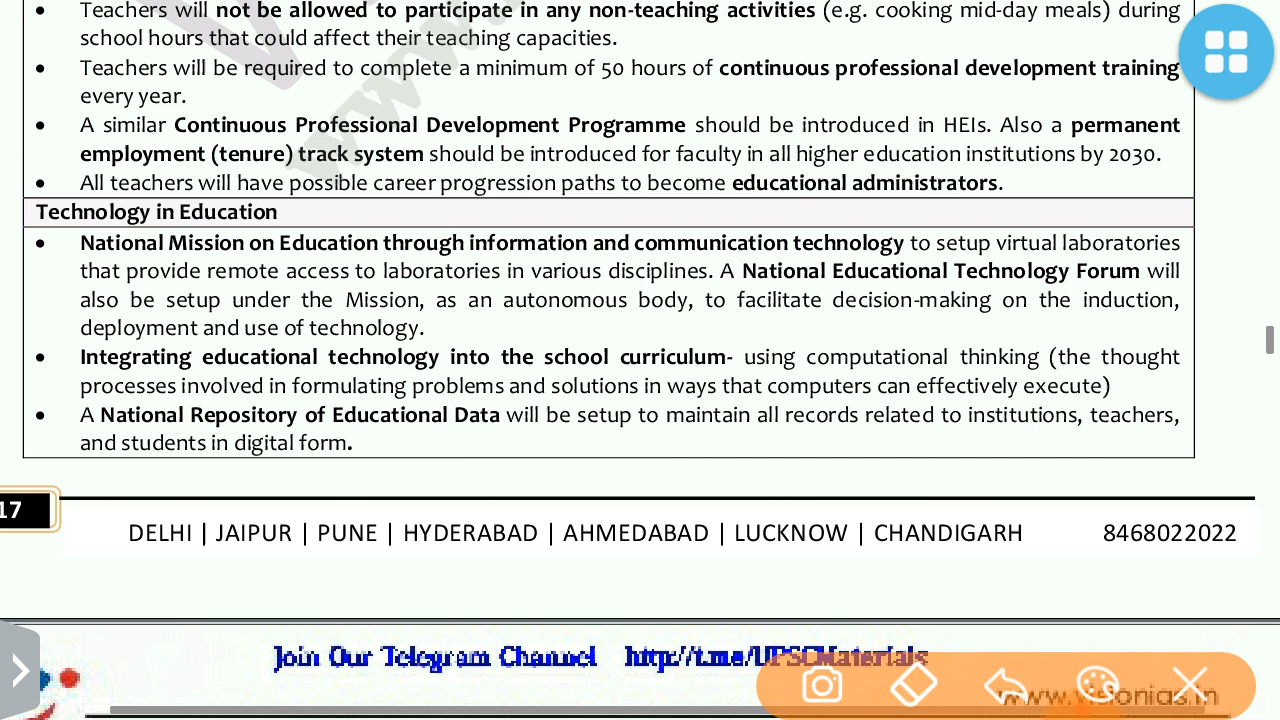 • Teachers will not be allowed to participate in any non-teaching activities (e.g. cooking mid-day meals) during
school hours that could affect their teaching capacities.
• Teachers will be required to complete a minimum of 50 hours of continuous professional development training
every year.
• A similar Continuous Professional Development Programme should be introduced in HEIs. Also a permanent
employment (tenure) track system should be introduced for faculty in all higher education institutions by 2030.
• All teachers will have possible career progression paths to become educational administrators.
Technology in Education
• National Mission on Education through information and communication technology to setup virtual laboratories
that provide remote access to laboratories in various disciplines. A National Educational Technology Forum will
also be setup under the Mission, as an autonomous body, to facilitate decision-making on the induction,
deployment and use of technology.
• Integrating educational technology into the school curriculum- using computational thinking (the thought
processes involved in formulating problems and solutions in ways that computers can effectively execute)
• A National Repository of Educational Data will be setup to maintain all records related to institutions, teachers,
and students in digital form.
17
DELHI | JAIPUR | PUNE | HYDERABAD | AHMEDABAD | LUCKNOW | CHANDIGARH 8468022022
Join Our Telegram Channel http://t.me/UPSCMaterials
www.visionias.in